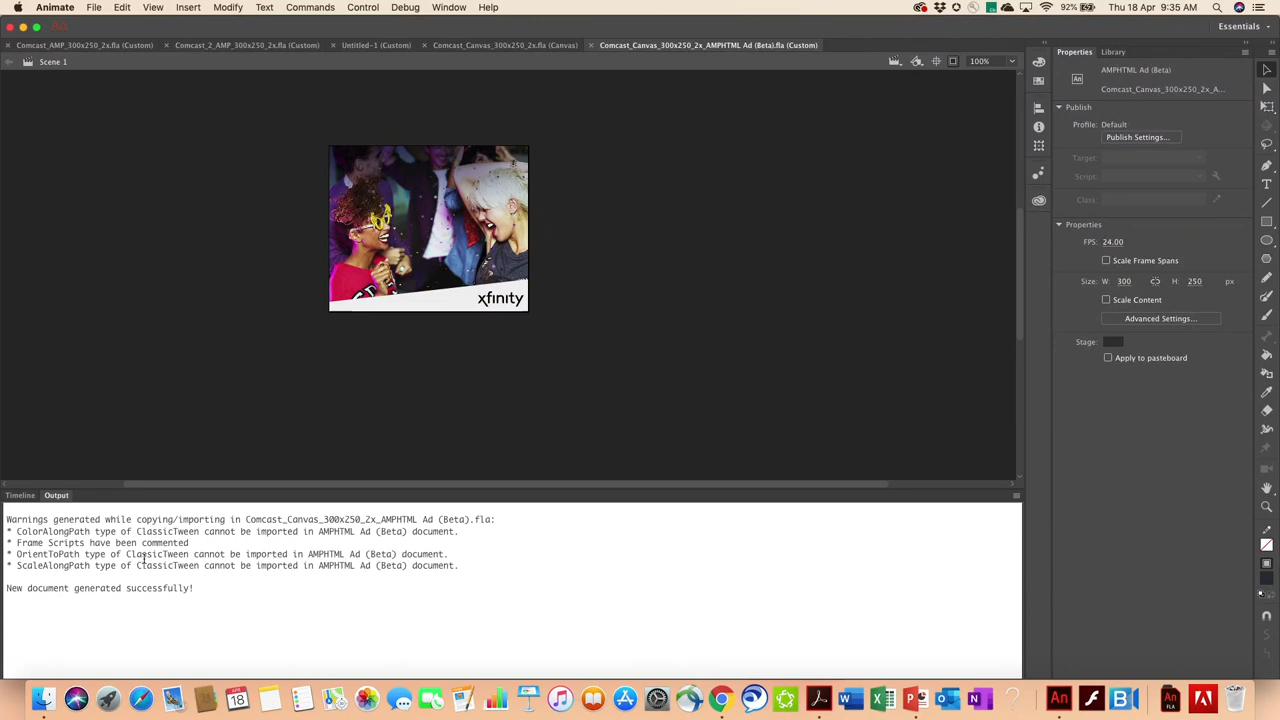 Animate File Edit View Insert Modify Text Commands Control Debug Window Help 92% Thu 18 Apr 9:35 AM
An Essentials
Comcast_AMP_300x250_2x.fla (Custom) Comcast_2_AMP_300x250_2x.fla (Custom) Untitled-1 (Custom) Comcast_Canvas_300x250_2x.fla (Canvas) Comcast_Canvas_300x250_2x_AMPHTML Ad (Beta).fla (Custom)
Scene 1 100%
Properties Library
An AMPHTML Ad (Beta)
Comcast_Canvas_300x250_2x_A...
Publish
Profile: Default
Publish Settings...
Target:
Script:
Class:
Properties
FPS: 24.00
Scale Frame Spans
Size: W: 300 H: 250 px
Scale Content
Advanced Settings...
Stage:
Apply to pasteboard
xfinity
Timeline Output
Warnings generated while copying/importing in Comcast_Canvas_300x250_2x_AMPHTML Ad (Beta).fla:
* ColorAlongPath type of ClassicTween cannot be imported in AMPHTML Ad (Beta) document.
* Frame Scripts have been commented
* OrientToPath type of ClassicTween cannot be imported in AMPHTML Ad (Beta) document.
* ScaleAlongPath type of ClassicTween cannot be imported in AMPHTML Ad (Beta) document.
New document generated successfully!